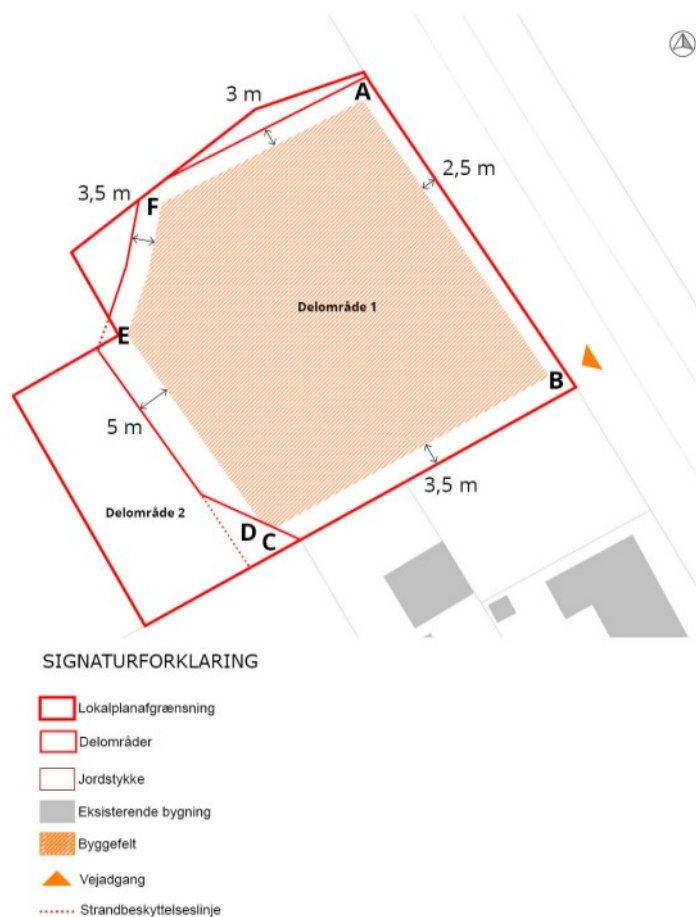 A
3 m
2,5 m
3,5 m
F
Delområde 1
E
B
5 m
3,5 m
Delområde 2
D
C
SIGNATURFORKLARING
Lokalplanafgrænsning
Delområder
Jordstykke
Eksisterende bygning
Byggefelt
Vejadgang
Strandbeskyttelseslinje